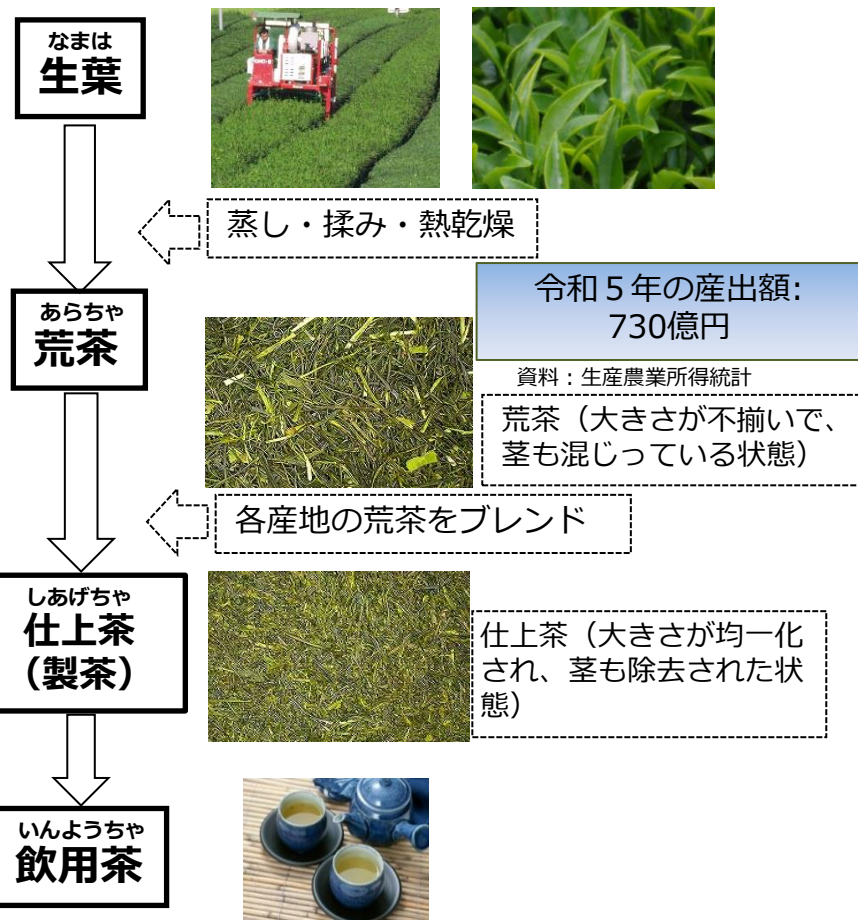 なまは
生葉
蒸し・揉み・熱乾燥
令和５年の産出額:
730億円
資料：生産農業所得統計
あらちゃ
荒茶
荒茶（大きさが不揃いで、
茎も混じっている状態）
各産地の荒茶をブレンド
しあげちゃ
仕上茶
（製茶）
仕上茶（大きさが均一化
され、茎も除去された状
態）
いんようちゃ
飲用茶